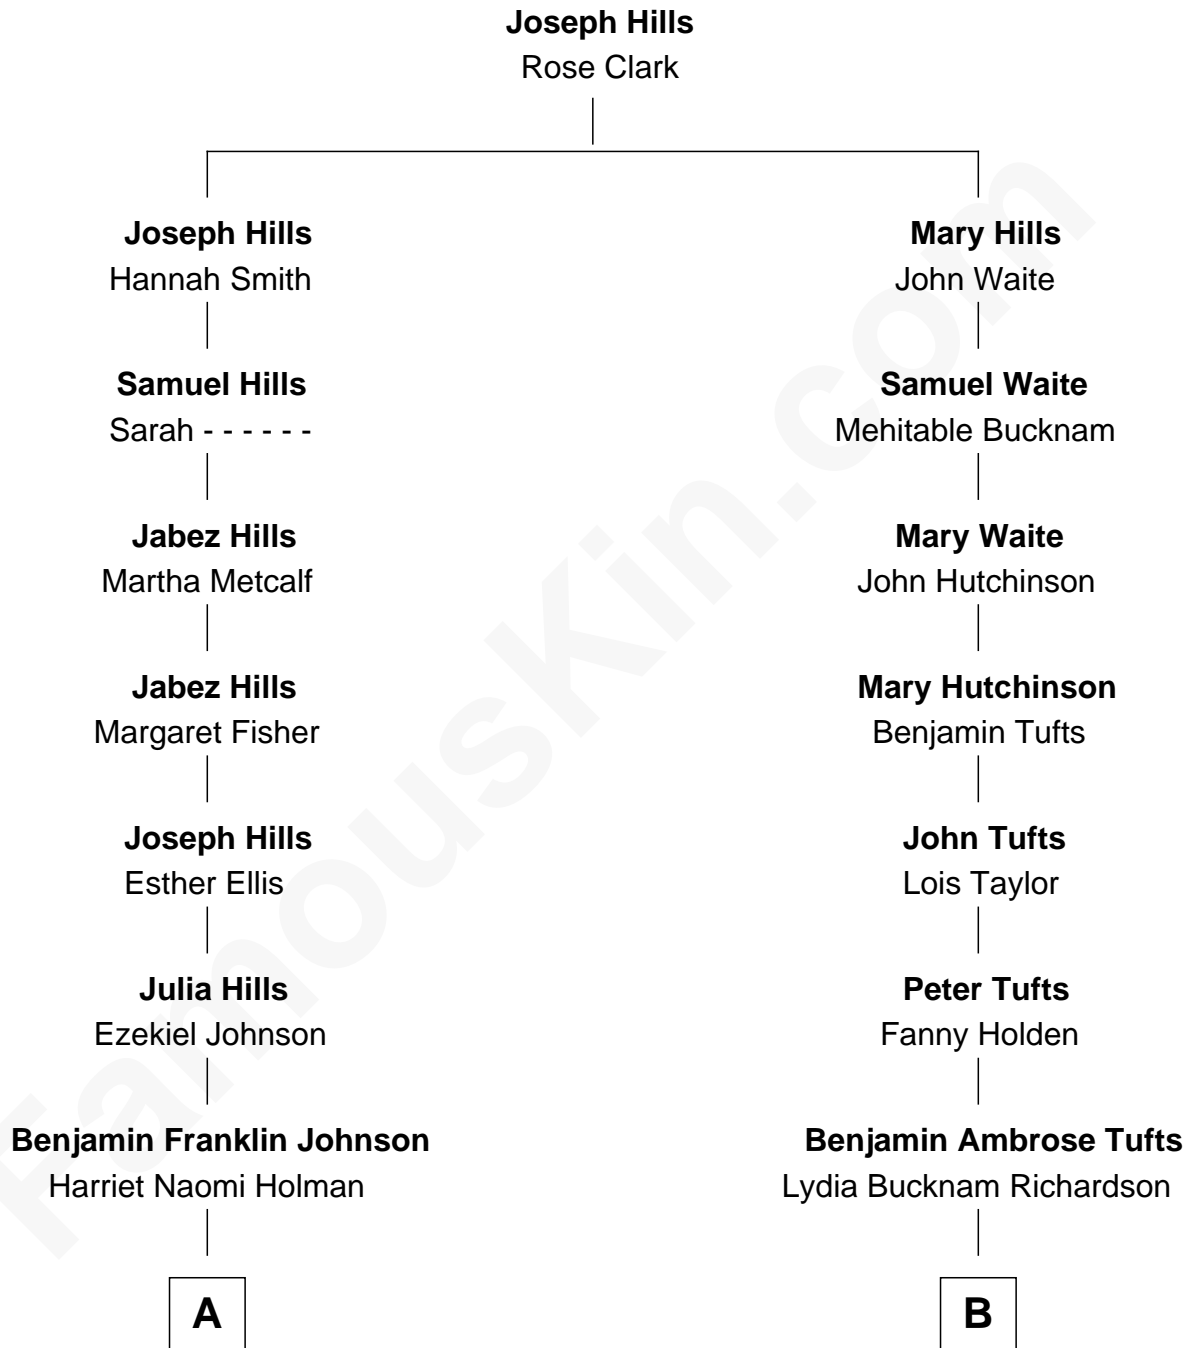 Joseph Hills
Rose Clark
Joseph Hills
Hannah Smith
Samuel Hills
Sarah - - - - - -
Jabez Hills
Martha Metcalf
Jabez Hills
Margaret Fisher
Joseph Hills
Esther Ellis
Julia Hills
Ezekiel Johnson
Benjamin Franklin Johnson
Harriet Naomi Holman
A
Mary Hills
John Waite
Samuel Waite
Mehitable Bucknam
Mary Waite
John Hutchinson
Mary Hutchinson
Benjamin Tufts
John Tufts
Lois Taylor
Peter Tufts
Fanny Holden
Benjamin Ambrose Tufts
Lydia Bucknam Richardson
B
FamousKin.com